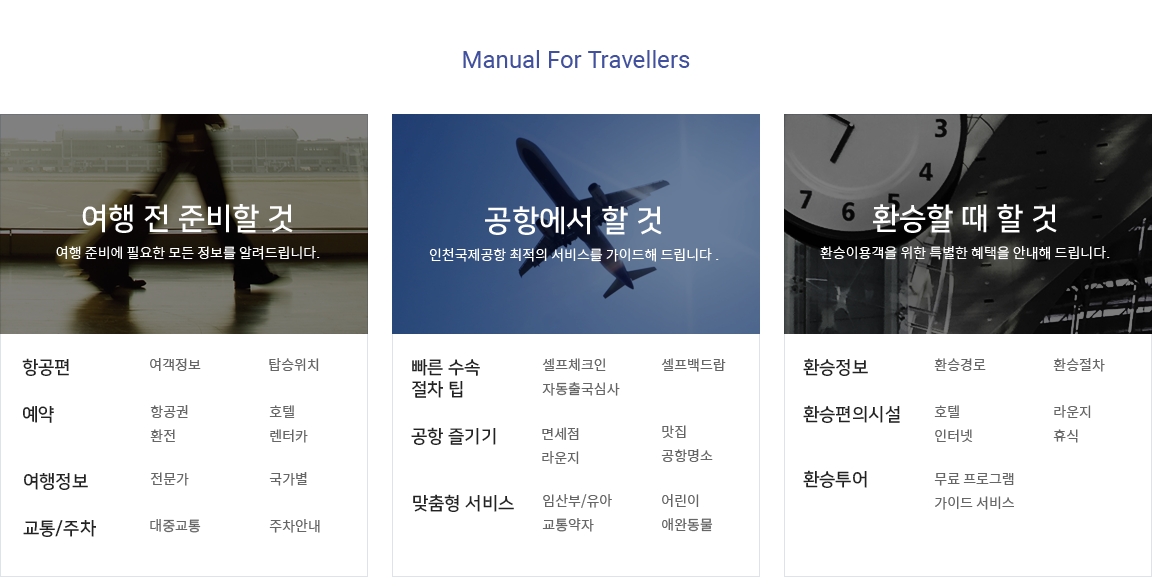 Manual For Travellers
여행 전 준비할 것
여행 준비에 필요한 모든 정보를 알려드립니다.
항공편 여객정보 탑승위치
예약 항공권 호텔
환전 렌터카
여행정보 전문가 국가별
교통/주차 대중교통 주차안내
공항에서 할 것
인천국제공항 최적의 서비스를 가이드해 드립니다 .
빠른 수속 셀프체크인 셀프백드랍
절차 팁 자동출국심사
공항 즐기기 면세점 맛집
라운지 공항명소
맞춤형 서비스 임산부/유아 어린이
교통약자 애완동물
3
4
5
6
7
환승할 때 할 것
환승이용객을 위한 특별한 혜택을 안내해 드립니다.
환승정보 환승경로 환승절차
환승편의시설 호텔 라운지
인터넷 휴식
환승투어 무료 프로그램
가이드 서비스